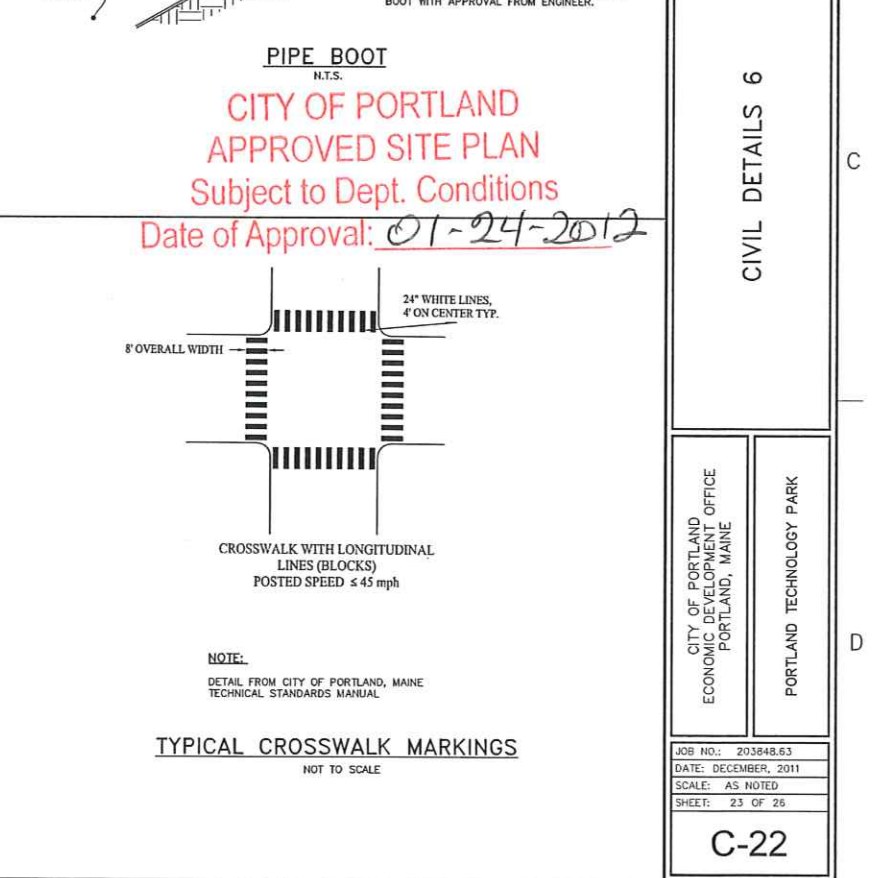 BOOT WITH APPROVAL FROM ENGINEER.
PIPE BOOT
N.T.S.
CITY OF PORTLAND
APPROVED SITE PLAN
Subject to Dept. Conditions
Date of Approval: 01-24-2012
24" WHITE LINES,
4' ON CENTER TYP.
8' OVERALL WIDTH
CROSSWALK WITH LONGITUDINAL
LINES (BLOCKS)
POSTED SPEED ≤ 45 mph
NOTE:
DETAIL FROM CITY OF PORTLAND, MAINE
TECHNICAL STANDARDS MANUAL
TYPICAL CROSSWALK MARKINGS
NOT TO SCALE
CIVIL DETAILS 6
C
CITY OF PORTLAND
ECONOMIC DEVELOPMENT OFFICE
PORTLAND, MAINE
PORTLAND TECHNOLOGY PARK
D
JOB NO.: 203848.63
DATE: DECEMBER, 2011
SCALE: AS NOTED
SHEET: 23 OF 26
C-22